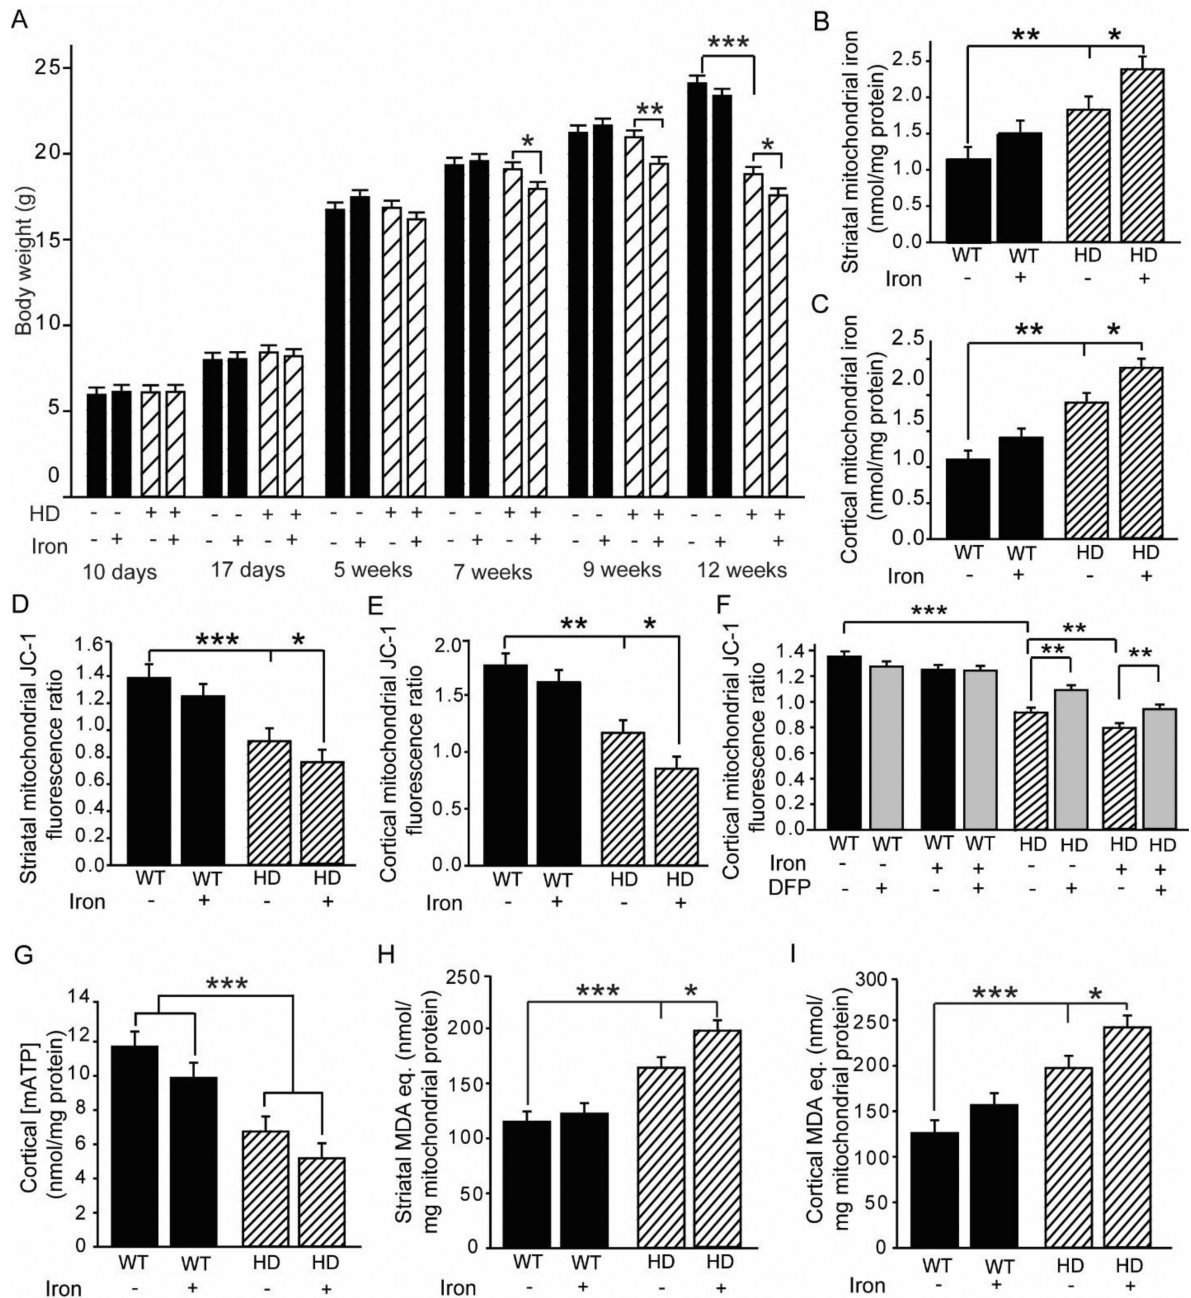 A
Body weight (g)
25
20
15
10
5
0
***
**
*
*
HD - - + + - - + + - - + + - - + + - - + + - - + +
Iron - + - + - + - + - + - + - + - + - + - + - + - +
10 days 17 days 5 weeks 7 weeks 9 weeks 12 weeks
B
Striatal mitochondrial iron
(nmol/mg protein)
2.5
2.0
1.5
1.0
0.5
0.0
** *
WT WT HD HD
Iron - + - +
C
Cortical mitochondrial iron
(nmol/mg protein)
2.5
2.0
1.5
1.0
0.5
0.0
** *
WT WT HD HD
Iron - + - +
D
Striatal mitochondrial JC-1
fluorescence ratio
1.6
1.4
1.2
1.0
0.8
0.6
0.4
0.2
0.0
*** *
WT WT HD HD
Iron - + - +
E
Cortical mitochondrial JC-1
fluorescence ratio
2.0
1.5
1.0
0.5
0.0
** *
WT WT HD HD
Iron - + - +
F
Cortical mitochondrial JC-1
fluorescence ratio
1.4
1.2
1.0
0.8
0.6
0.4
0.2
0.0
***
**
** **
WT WT WT WT HD HD HD HD
Iron - - + + - - + +
DFP - + - + - + - +
G
Cortical [mATP]
(nmol/mg protein)
14
12
10
8
6
4
2
0
***
WT WT HD HD
Iron - + - +
H
Striatal MDA eq. (nmol/
mg mitochondrial protein)
250
200
150
100
50
0
*** *
WT WT HD HD
Iron - + - +
I
Cortical MDA eq. (nmol/
mg mitochondrial protein)
300
250
200
150
100
50
0
*** *
WT WT HD HD
Iron - + - +